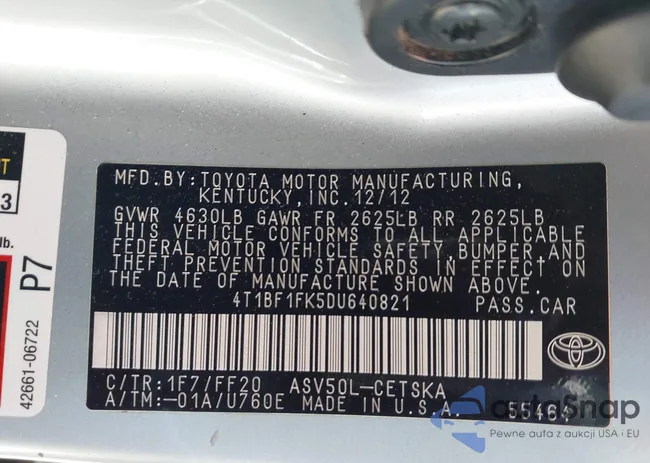 MFD.BY:TOYOTA MOTOR MANUFACTURING,
KENTUCKY,INC.12/12
GVWR 4630LB GAWR FR 2625LB RR 2625LB
THIS VEHICLE CONFORMS TO ALL APPLICABLE
FEDERAL MOTOR VEHICLE SAFETY,BUMPER,AND
THEFT PREVENTION STANDARDS IN EFFECT ON
THE DATE OF MANUFACTURE SHOWN ABOVE.
4T1BF1FK5DU640821 PASS.CAR
C/TR:1F7/FF20 ASV50L-CETSKA
A/TM:-01A/U760E MADE IN U.S.A. 55464
3
lb.
P7
42661-06722
autoSnap
Pewne auta z aukcji USA i EU